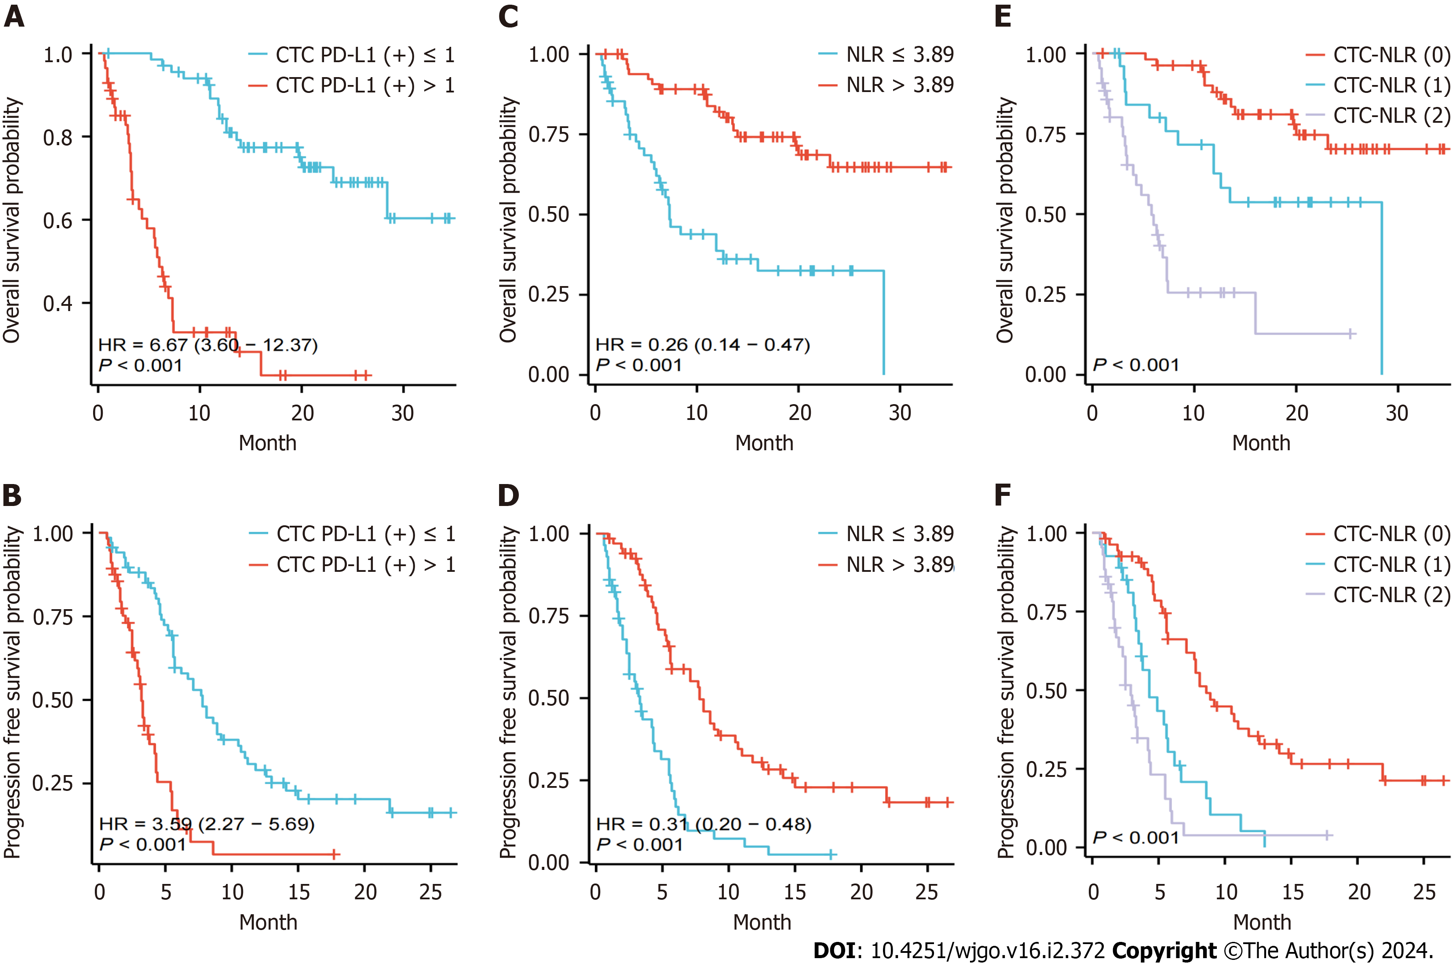 A
CTC PD-L1 (+) ≤ 1
CTC PD-L1 (+) > 1
Overall survival probability
1.0
0.8
0.6
0.4
HR = 6.67 (3.60 − 12.37)
P < 0.001
0 10 20 30
Month
C
NLR ≤ 3.89
NLR > 3.89
Overall survival probability
1.00
0.75
0.50
0.25
0.00
HR = 0.26 (0.14 − 0.47)
P < 0.001
0 10 20 30
Month
E
CTC-NLR (0)
CTC-NLR (1)
CTC-NLR (2)
Overall survival probability
1.00
0.75
0.50
0.25
0.00
P < 0.001
0 10 20 30
Month
B
CTC PD-L1 (+) ≤ 1
CTC PD-L1 (+) > 1
Progression free survival probability
1.00
0.75
0.50
0.25
HR = 3.59 (2.27 − 5.69)
P < 0.001
0 5 10 15 20 25
Month
D
NLR ≤ 3.89
NLR > 3.89
Progression free survival probability
1.00
0.75
0.50
0.25
0.00
HR = 0.31 (0.20 − 0.48)
P < 0.001
0 5 10 15 20 25
Month
F
CTC-NLR (0)
CTC-NLR (1)
CTC-NLR (2)
Progression free survival probability
1.00
0.75
0.50
0.25
0.00
P < 0.001
0 5 10 15 20 25
Month
DOI: 10.4251/wjgo.v16.i2.372 Copyright ©The Author(s) 2024.